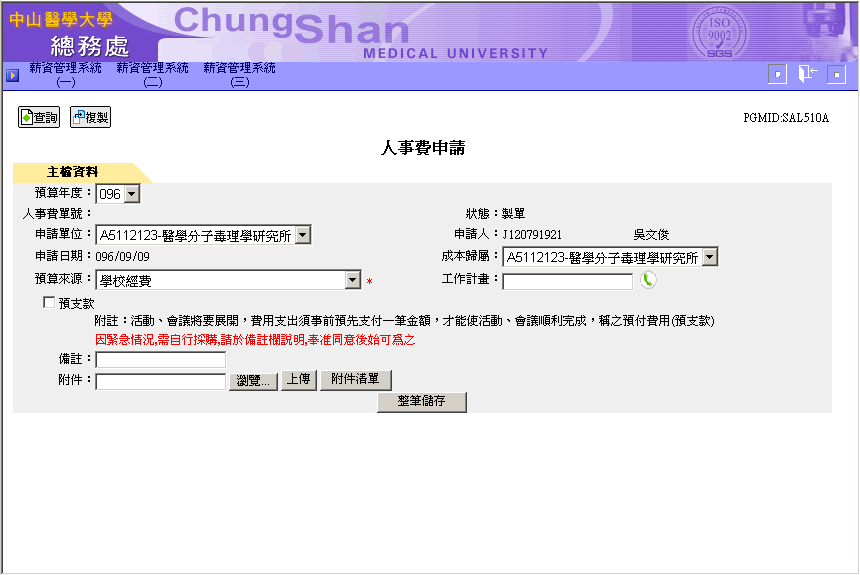 中山醫學大學
總務處
ChungShan
MEDICAL UNIVERSITY
ISO
9002
SGS
薪資管理系統(一)
薪資管理系統(二)
薪資管理系統(三)
查詢 複製
PGMID:SAL510A
人事費申請
主檔資料
預算年度: 096
人事費單號: 狀態:製單
申請單位: A5112123-醫學分子毒理學研究所 申請人:J120791921 吳文俊
申請日期:096/09/09 成本歸屬: A5112123-醫學分子毒理學研究所
預算來源: 學校經費 * 工作計畫:
預支款
附註:活動、會議將要展開,費用支出須事前預先支付一筆金額,才能使活動、會議順利完成,稱之預付費用(預支款)
因緊急情況,需自行採購,請於備註欄說明,奉准同意後始可為之
備註:
附件: 瀏覽... 上傳 附件清單
整筆儲存